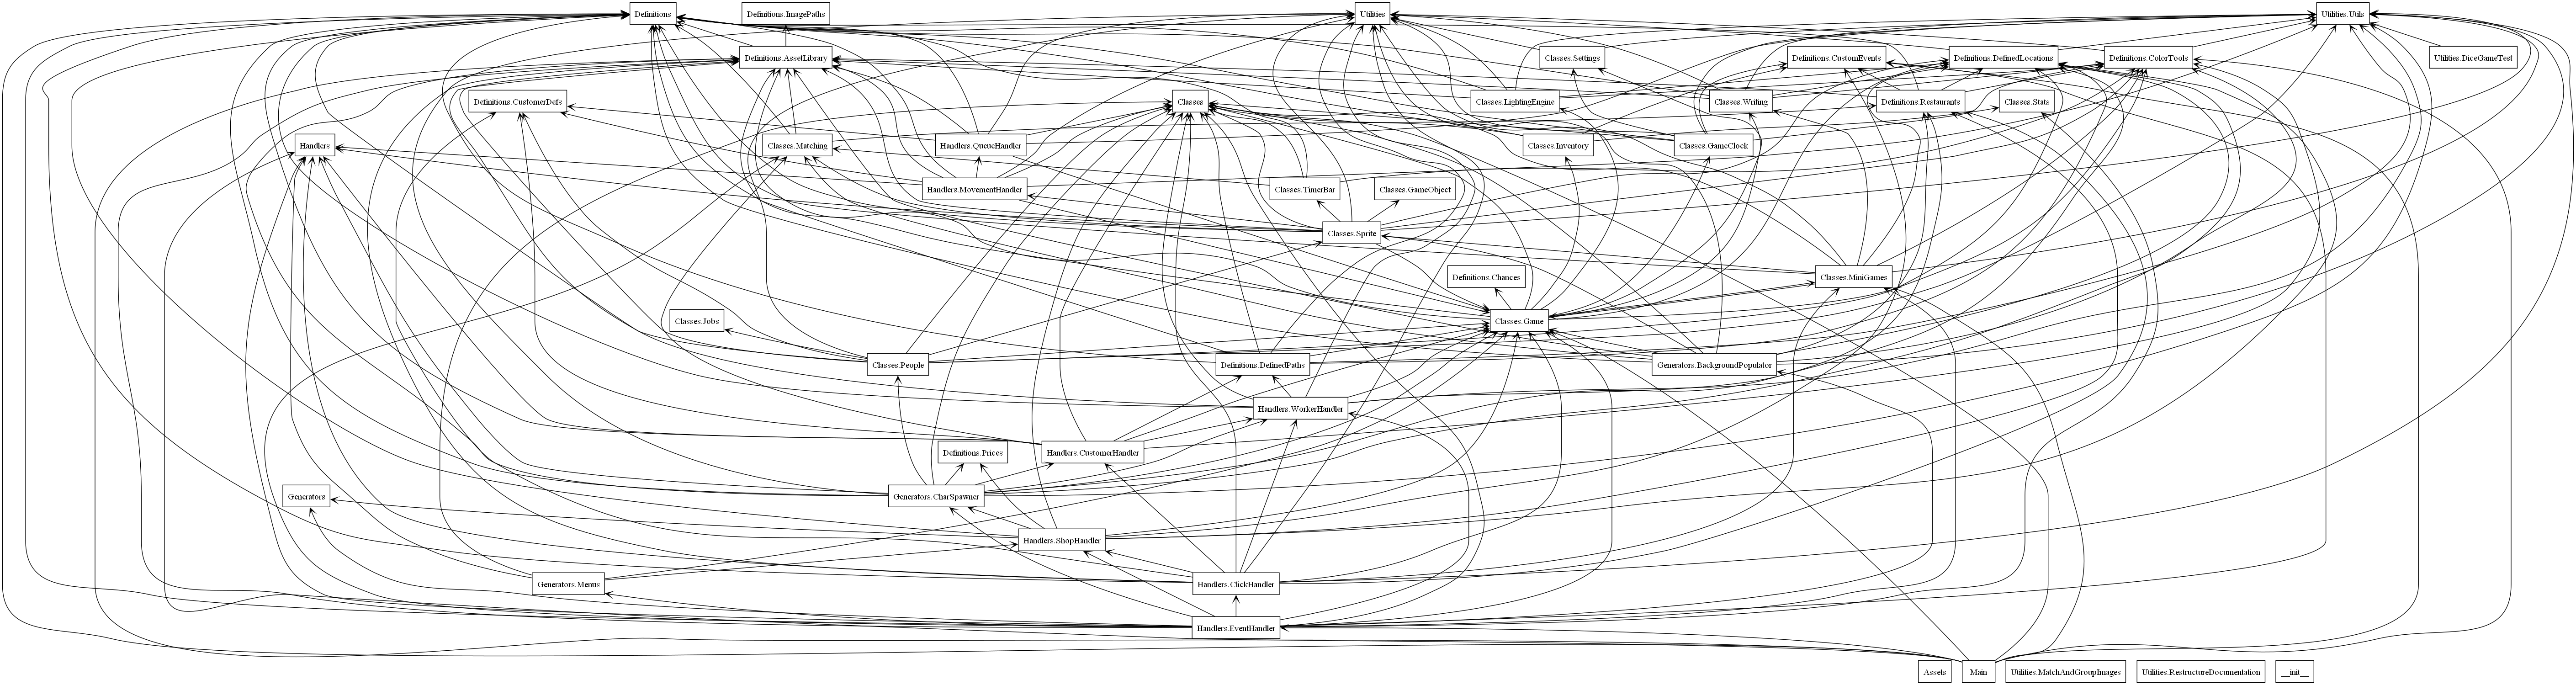 Definitions
Definitions.ImagePaths
Utilities
Utilities.Utils
Definitions.AssetLibrary
Classes.Settings
Definitions.CustomEvents
Definitions.DefinedLocations
Definitions.ColorTools
Utilities.DiceGameTest
Definitions.CustomerDefs
Classes
Classes.LightingEngine
Classes.Writing
Definitions.Restaurants
Classes.Stats
Handlers
Classes.Matching
Handlers.QueueHandler
Classes.Inventory
Classes.GameClock
Handlers.MovementHandler
Classes.TimerBar
Classes.GameObject
Classes.Sprite
Definitions.Chances
Classes.MiniGames
Classes.Jobs
Classes.Game
Classes.People
Definitions.DefinedPaths
Generators.BackgroundPopulator
Handlers.WorkerHandler
Definitions.Prices
Handlers.CustomerHandler
Generators
Generators.CharSpawner
Handlers.ShopHandler
Generators.Menus
Handlers.ClickHandler
Handlers.EventHandler
Assets
Main
Utilities.MatchAndGroupImages
Utilities.RestructureDocumentation
__init__